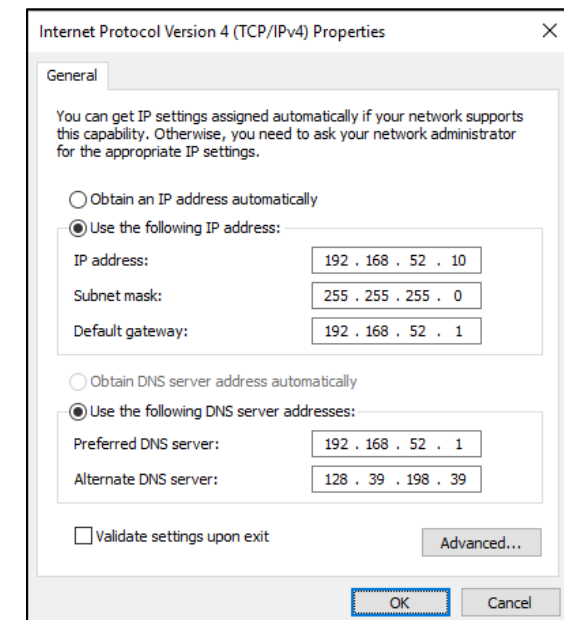 Internet Protocol Version 4 (TCP/IPv4) Properties
General
You can get IP settings assigned automatically if your network supports
this capability. Otherwise, you need to ask your network administrator
for the appropriate IP settings.
Obtain an IP address automatically
Use the following IP address:
IP address: 192 . 168 . 52 . 10
Subnet mask: 255 . 255 . 255 . 0
Default gateway: 192 . 168 . 52 . 1
Obtain DNS server address automatically
Use the following DNS server addresses:
Preferred DNS server: 192 . 168 . 52 . 1
Alternate DNS server: 128 . 39 . 198 . 39
Validate settings upon exit
Advanced...
OK Cancel